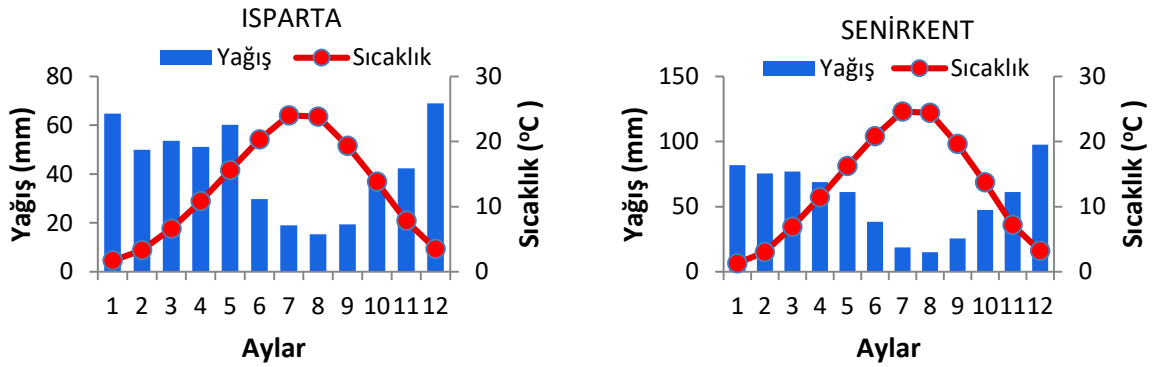 ISPARTA
Yağış Sıcaklık
80
60
40
20
0
30
20
10
0
Yağış (mm)
Sıcaklık (ºC )
1 2 3 4 5 6 7 8 9 10 11 12
Aylar
SENİRKENT
Yağış Sıcaklık
150
100
50
0
30
20
10
0
Yağış (mm)
Sıcaklık (ºC )
1 2 3 4 5 6 7 8 9 10 11 12
Aylar